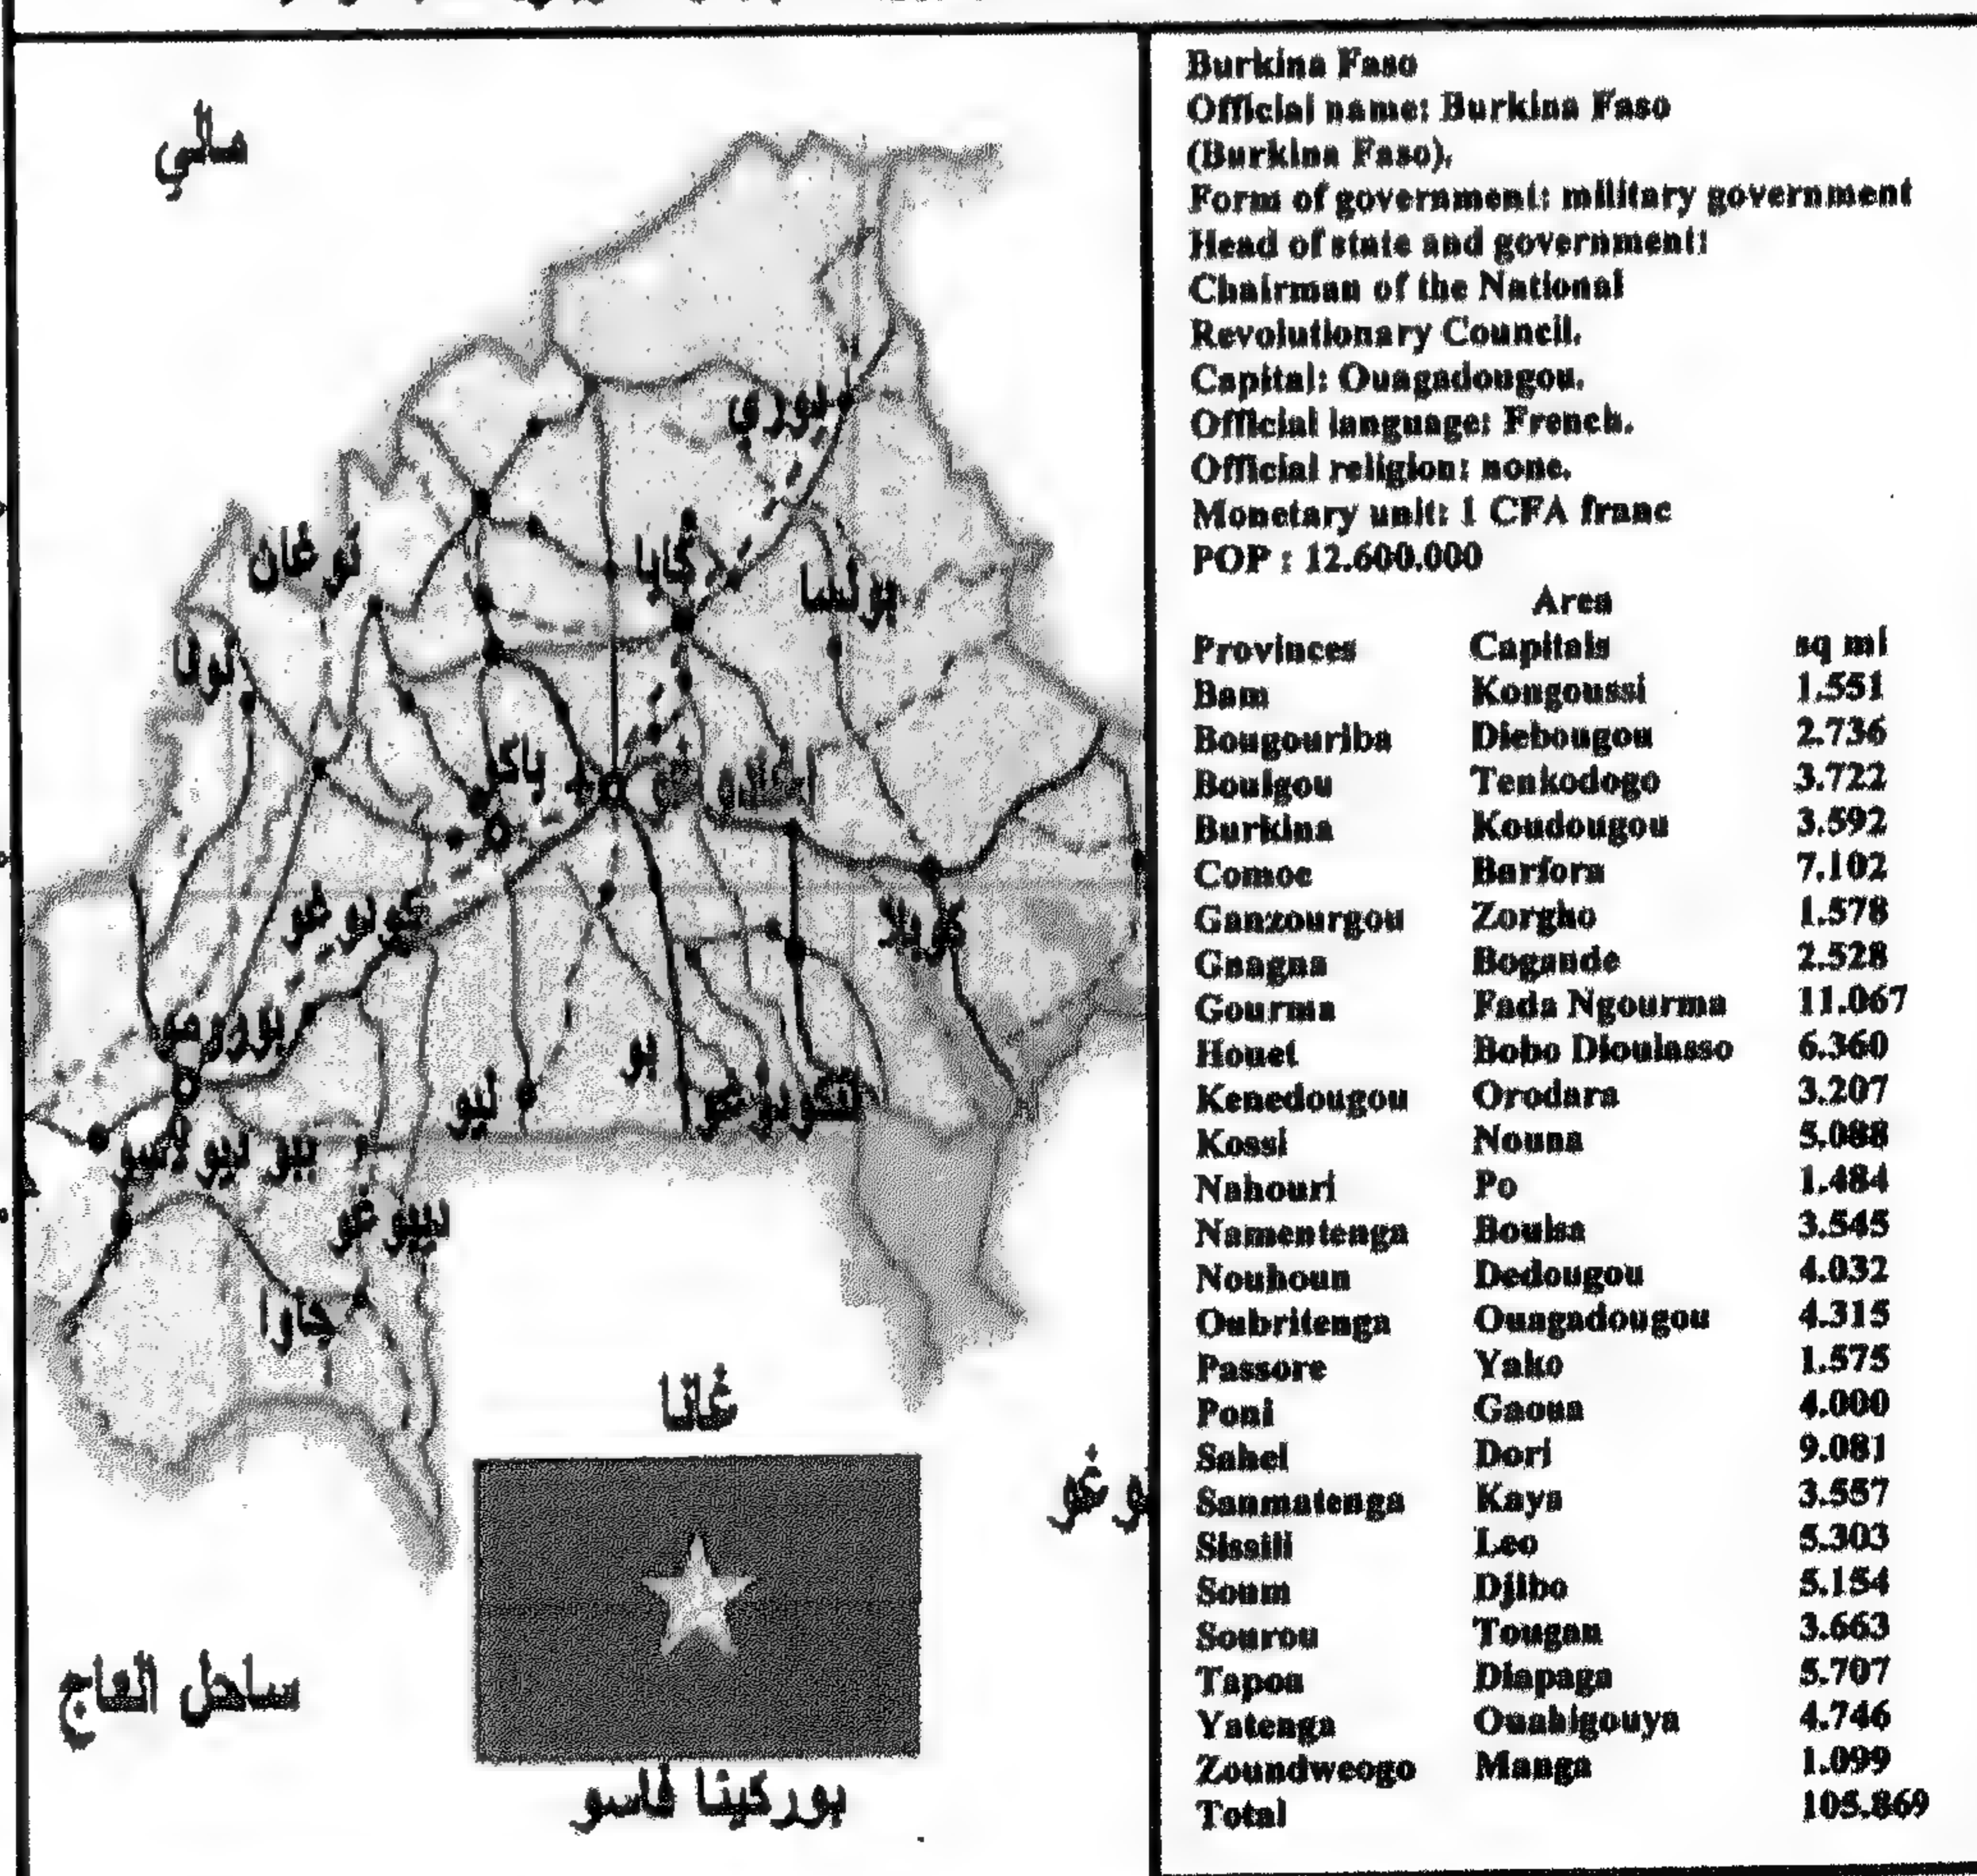 مالي
بوركينا فاسو
غانا
ساحل العاج
توغان
نونا
كايا
بولسا
ياكو
بو
ليو
Burkina Faso
Official name: Burkina Faso
(Burkina Faso).
Form of government: military government
Head of state and government:
Chairman of the National
Revolutionary Council.
Capital: Ouagadougou.
Official language: French.
Official religion: none.
Monetary unit: 1 CFA franc
POP : 12.600.000
Area
Provinces Capitals sq mi
Bam Kongoussi 1.551
Bougouriba Diebougou 2.736
Boulgou Tenkodogo 3.722
Burkina Koudougou 3.592
Comoe Barfora 7.102
Ganzourgou Zorgho 1.578
Gnagna Bogande 2.528
Gourma Fada Ngourma 11.067
Houet Bobo Dioulasso 6.360
Kenedougou Orodara 3.207
Kossi Nouna 5.088
Nahouri Po 1.484
Namentenga Boulsa 3.545
Nouhoun Dedougou 4.032
Oubritenga Ouagadougou 4.315
Passore Yako 1.575
Poni Gaoua 4.000
Sahel Dori 9.081
Sanmatenga Kaya 3.557
Sissili Leo 5.303
Soum Djibo 5.154
Sourou Tougan 3.663
Tapoa Diapaga 5.707
Yatenga Ouahigouya 4.746
Zoundweogo Manga 1.099
Total 105.869